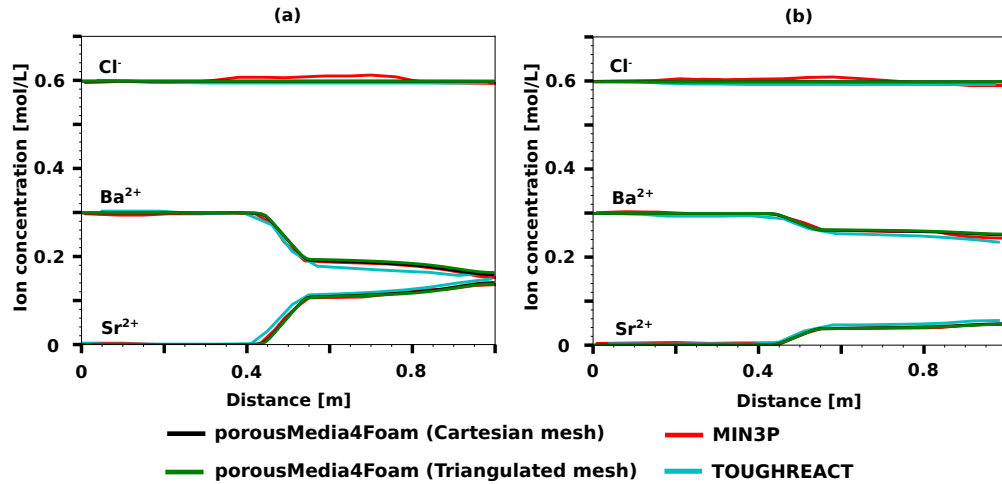 (a)
Ion concentration [mol/L]
0.6
0.4
0.2
0
Cl⁻
Ba²⁺
Sr²⁺
0
0.4
0.8
Distance [m]
(b)
Ion concentration [mol/L]
0.6
0.4
0.2
0
Cl⁻
Ba²⁺
Sr²⁺
0
0.4
0.8
Distance [m]
porousMedia4Foam (Cartesian mesh)
MIN3P
porousMedia4Foam (Triangulated mesh)
TOUGHREACT